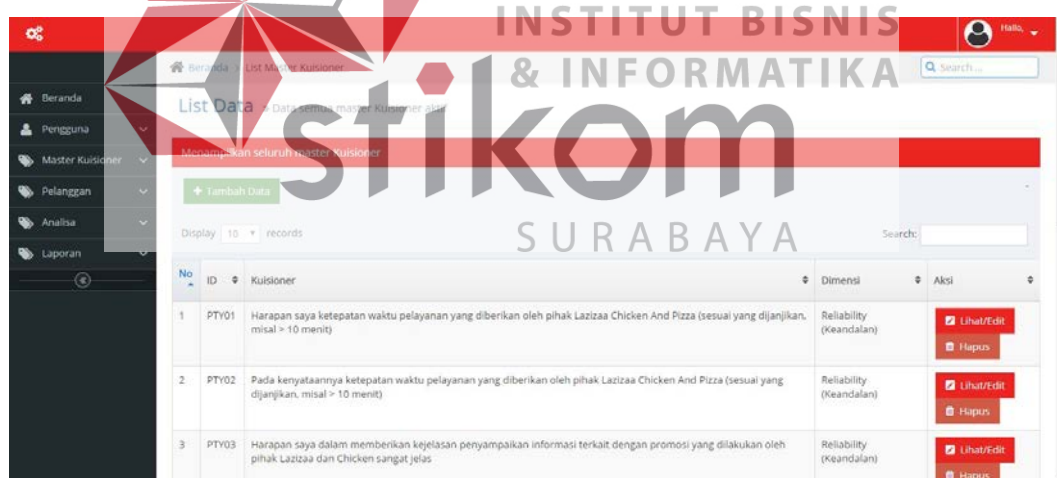 INSTITUT BISNIS
& INFORMATIKA
stikom
SURABAYA
Hallo,
Beranda > List Master Kuisioner
Search ...
Beranda
Pengguna
Master Kuisioner
Pelanggan
Analisa
Laporan
List Data » Data semua master Kuisioner aktif
Menampilkan seluruh master Kuisioner
+ Tambah Data
Display 10 records
Search:
No ID Kuisioner Dimensi Aksi
1 PTY01 Harapan saya ketepatan waktu pelayanan yang diberikan oleh pihak Lazizaa Chicken And Pizza (sesuai yang dijanjikan, Reliability Lihat/Edit
misal > 10 menit) (Keandalan) Hapus
2 PTY02 Pada kenyataannya ketepatan waktu pelayanan yang diberikan oleh pihak Lazizaa Chicken And Pizza (sesuai yang Reliability Lihat/Edit
dijanjikan, misal > 10 menit) (Keandalan) Hapus
3 PTY03 Harapan saya dalam memberikan kejelasan penyampaikan informasi terkait dengan promosi yang dilakukan oleh Reliability Lihat/Edit
pihak Lazizaa dan Chicken sangat jelas (Keandalan) Hapus